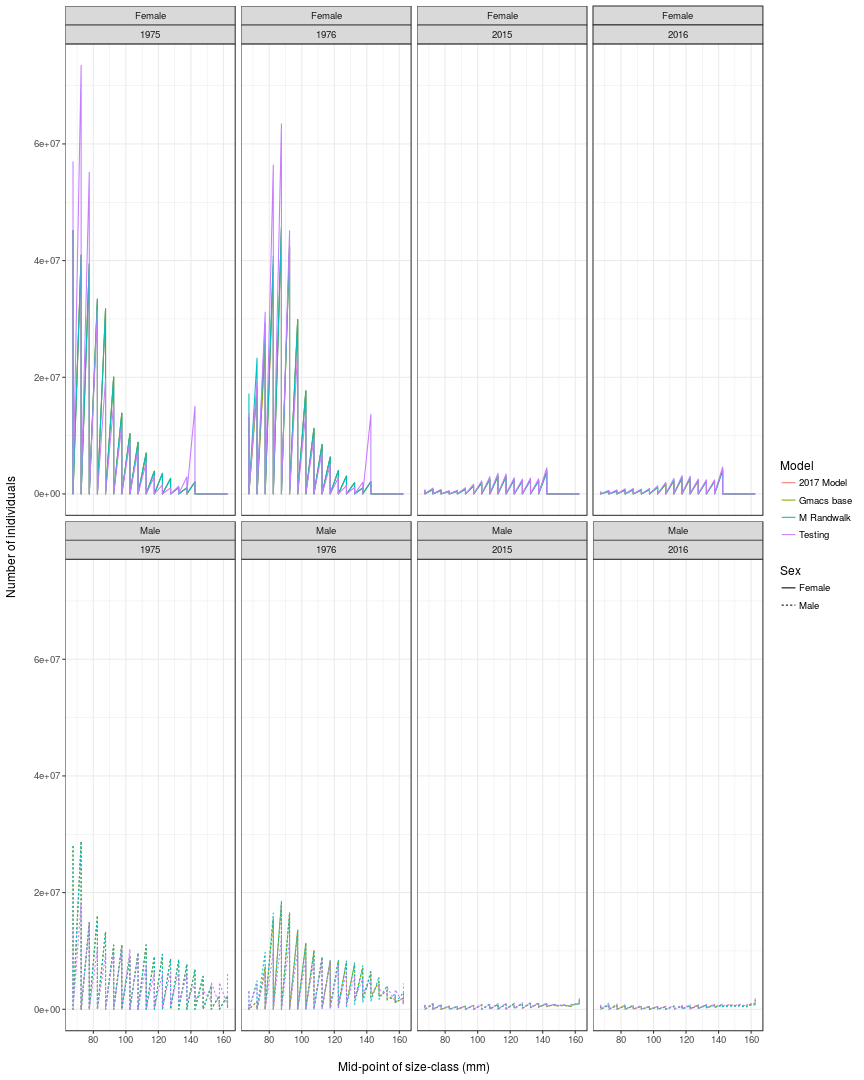 Female Female Female Female
1975 1976 2015 2016
6e+07
4e+07
2e+07
0e+00
Male Male Male Male
1975 1976 2015 2016
6e+07
4e+07
2e+07
0e+00
80 100 120 140 160 80 100 120 140 160 80 100 120 140 160 80 100 120 140 160
Mid-point of size-class (mm)
Number of inidividuals
Model
2017 Model
Gmacs base
M Randwalk
Testing
Sex
Female
Male